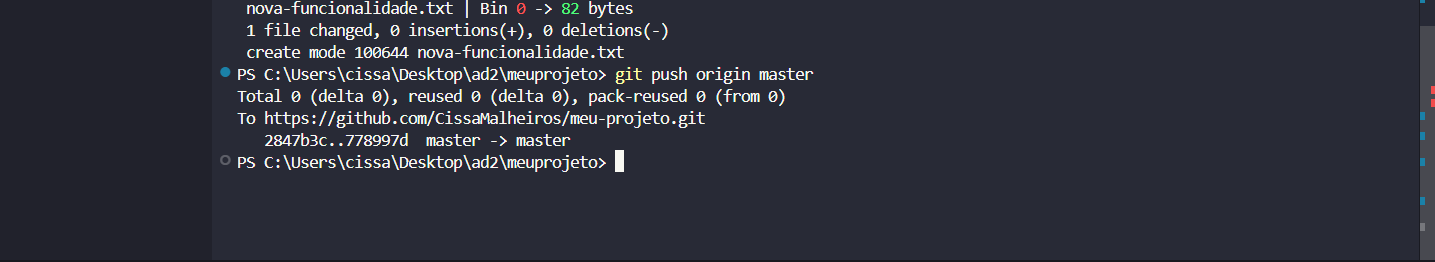 nova-funcionalidade.txt | Bin 0 -> 82 bytes
1 file changed, 0 insertions(+), 0 deletions(-)
create mode 100644 nova-funcionalidade.txt
PS C:\Users\cissa\Desktop\ad2\meuprojeto> git push origin master
Total 0 (delta 0), reused 0 (delta 0), pack-reused 0 (from 0)
To https://github.com/CissaMalheiros/meu-projeto.git
   2847b3c..778997d  master -> master
PS C:\Users\cissa\Desktop\ad2\meuprojeto>